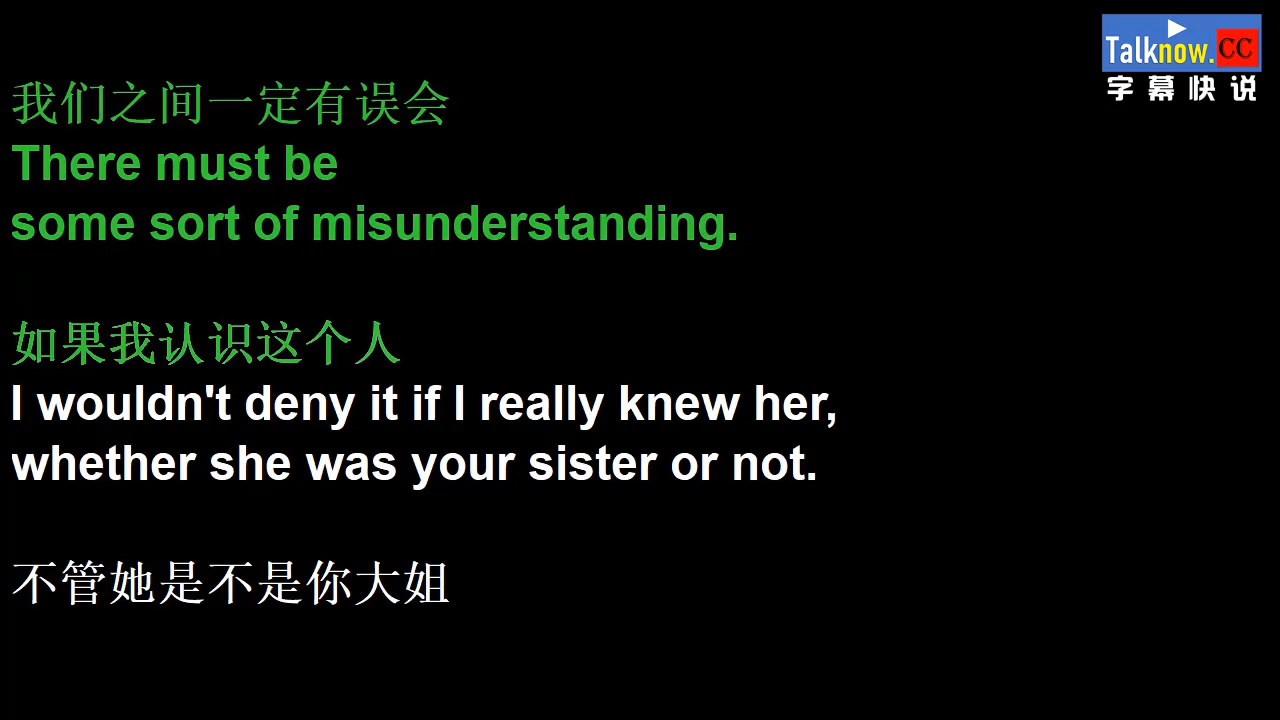 Talknow.CC
字幕快说
我们之间一定有误会
There must be
some sort of misunderstanding.
如果我认识这个人
I wouldn't deny it if I really knew her,
whether she was your sister or not.
不管她是不是你大姐